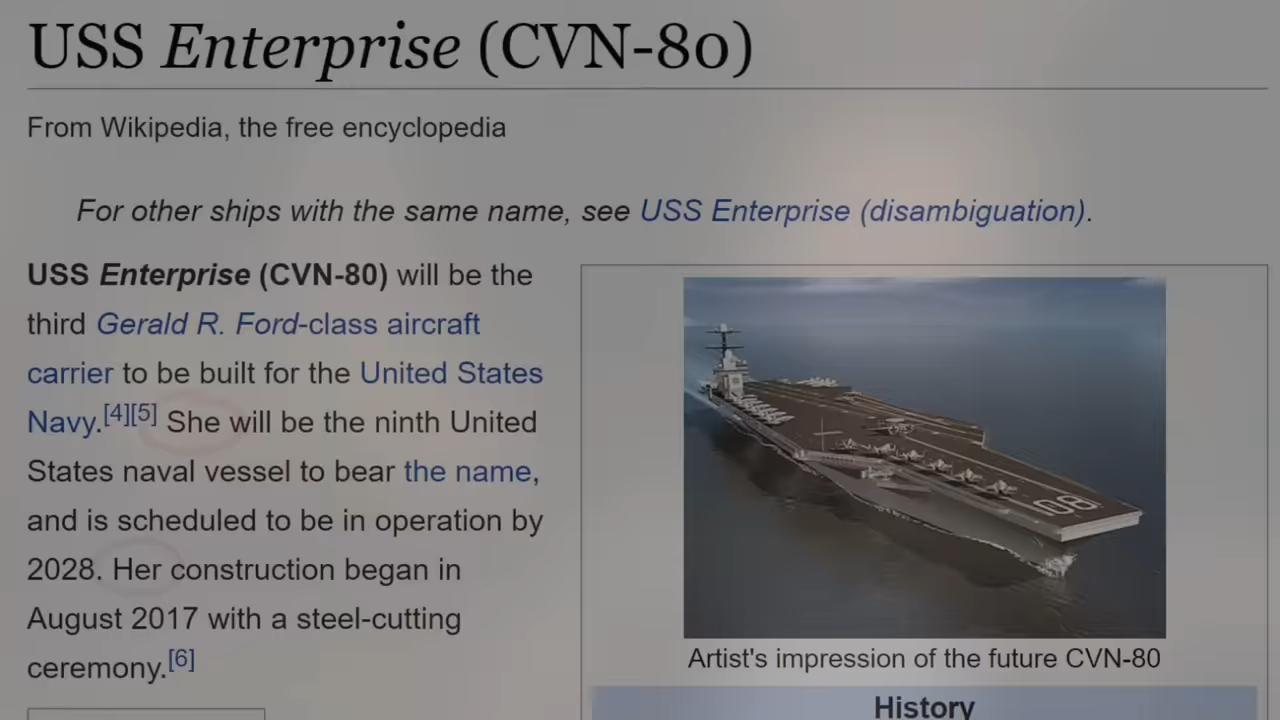 USS Enterprise (CVN-80)
From Wikipedia, the free encyclopedia
For other ships with the same name, see USS Enterprise (disambiguation).
USS Enterprise (CVN-80) will be the
third Gerald R. Ford-class aircraft
carrier to be built for the United States
Navy.[4][5] She will be the ninth United
States naval vessel to bear the name,
and is scheduled to be in operation by
2028. Her construction began in
August 2017 with a steel-cutting
ceremony.[6]
80
Artist's impression of the future CVN-80
History